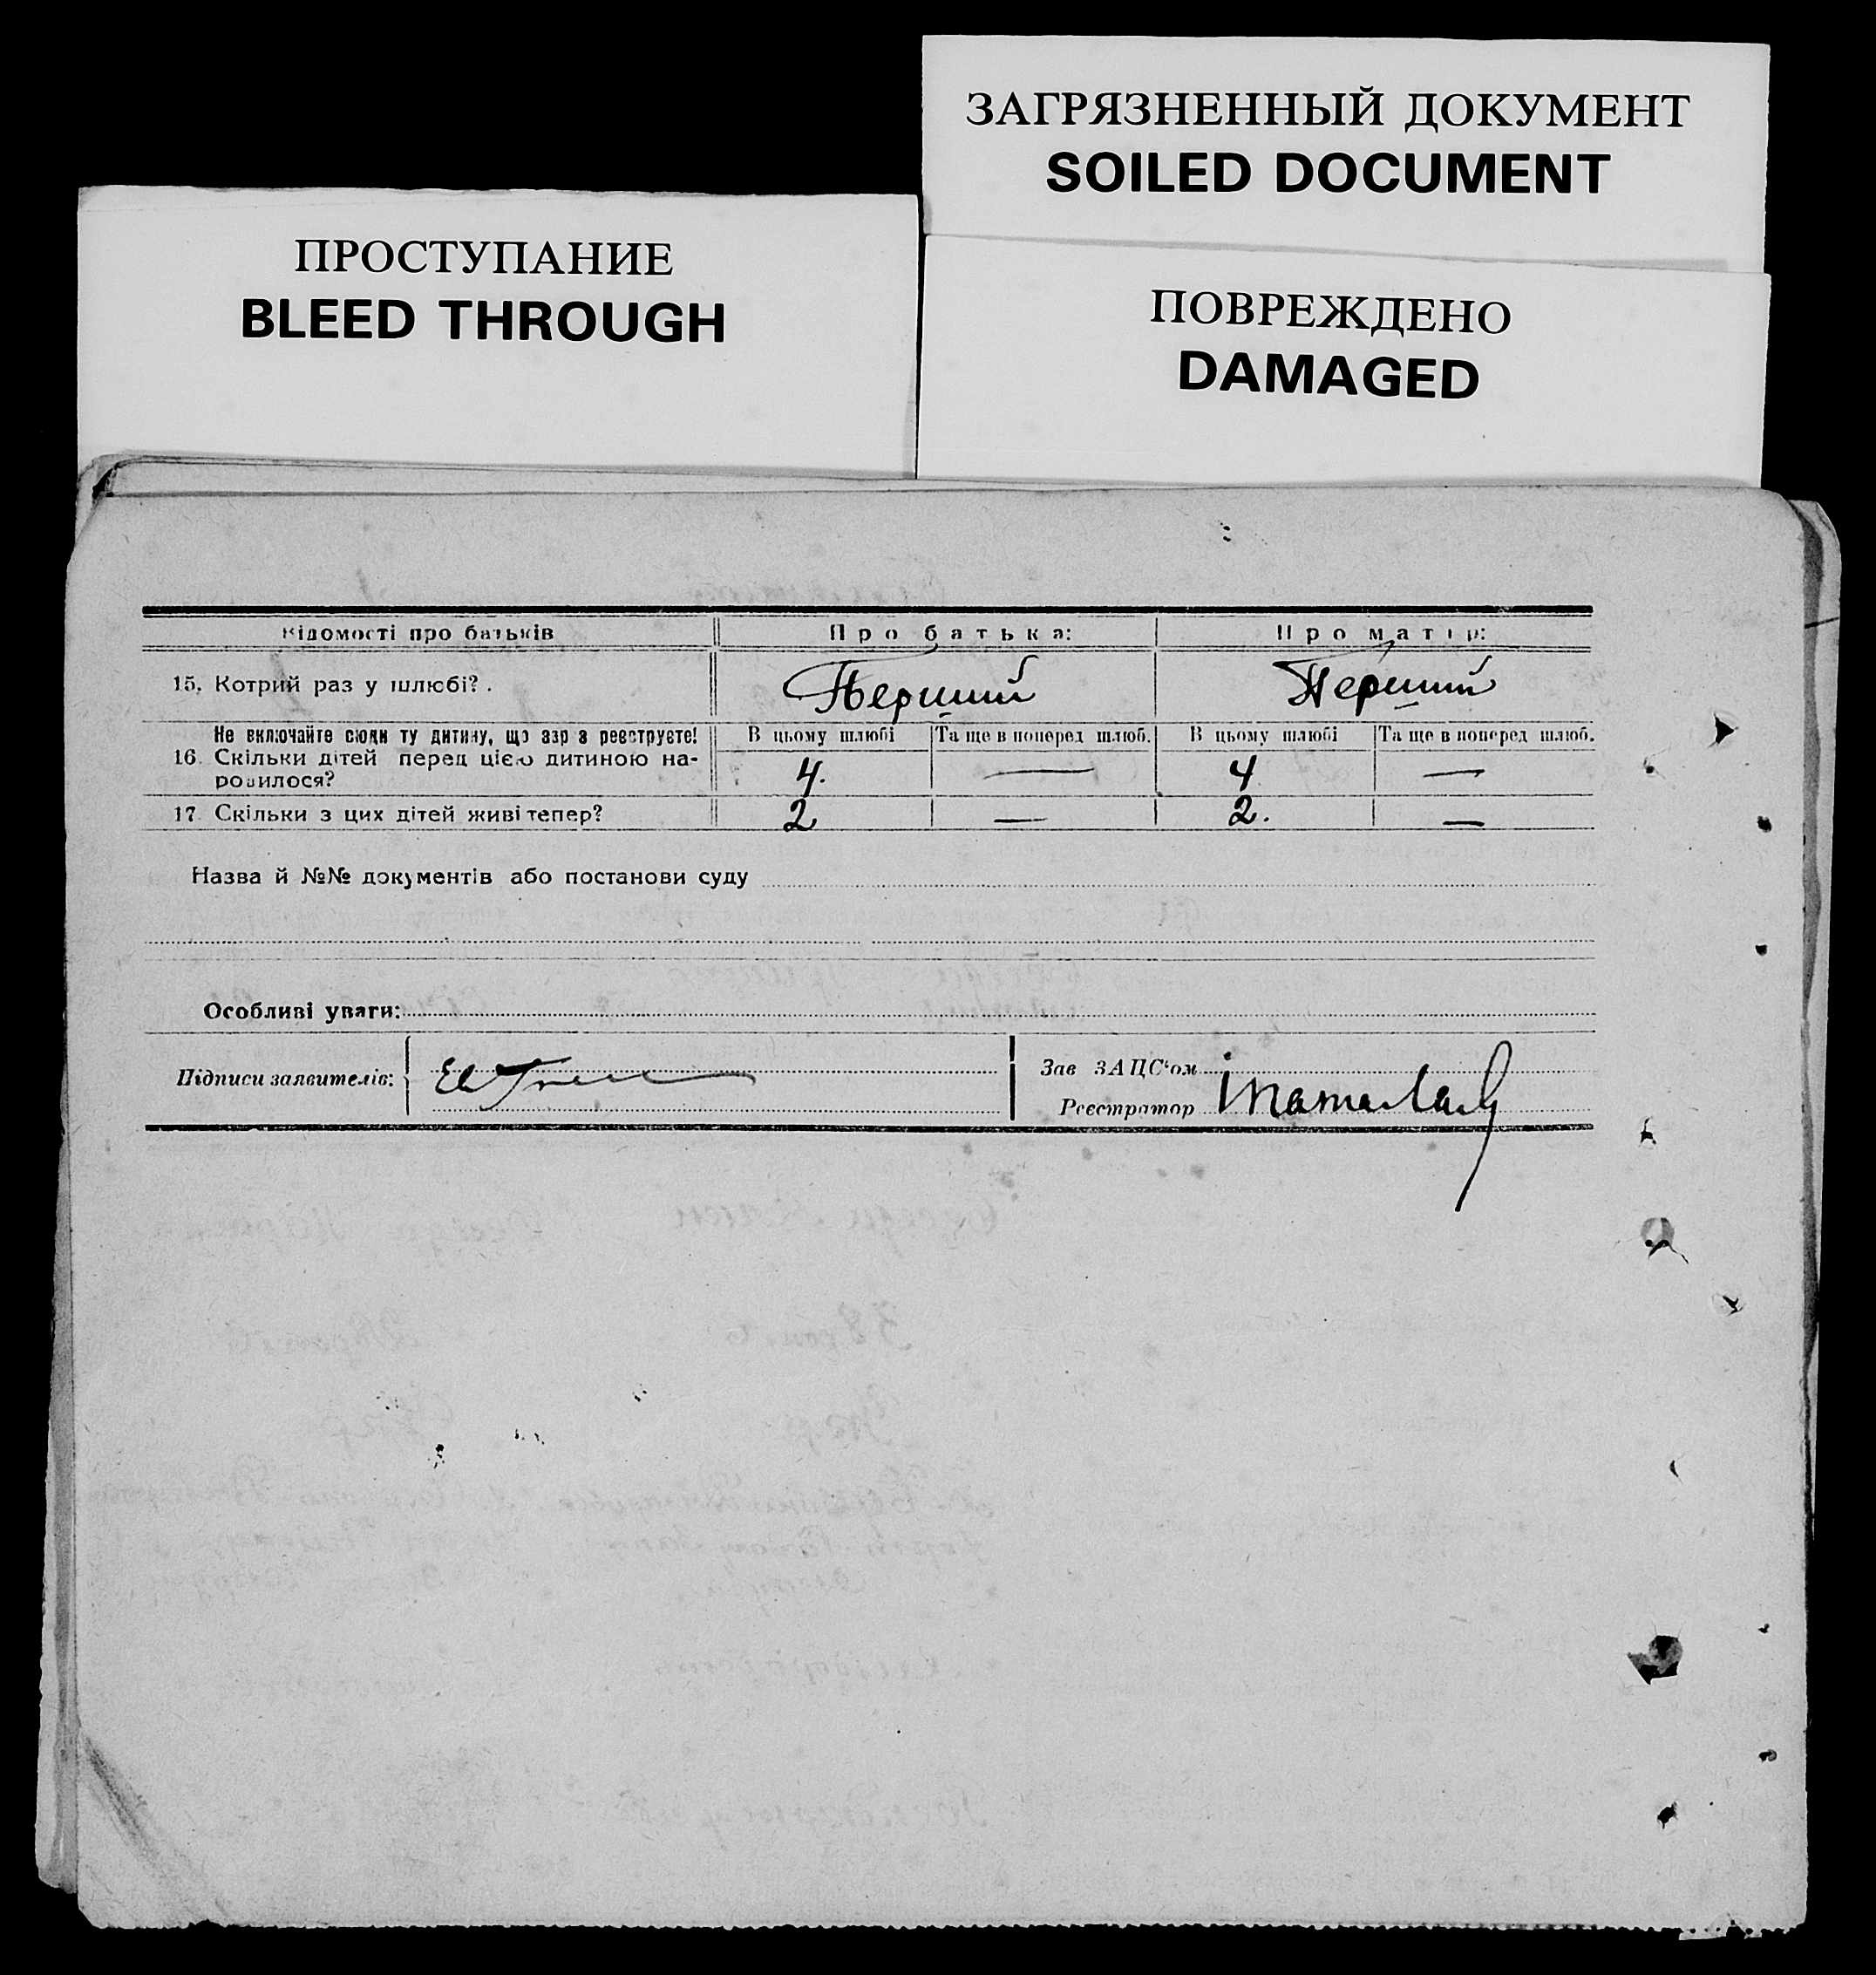 ЗАГРЯЗНЕННЫЙ ДОКУМЕНТ
SOILED DOCUMENT
ПРОСТУПАНИЕ
BLEED THROUGH
ПОВРЕЖДЕНО
DAMAGED
Відомості про батьків Про батька: Про матір:
15. Котрий раз у шлюбі? . Перший Перший
Не включайте сюди ту дитину, що зар з реєструєте! В цьому шлюбі Та ще в поперед шлюб. В цьому шлюбі Та ще в поперед шлюб.
16. Скільки дітей перед цією дитиною на-
родилося? 4. — 4 —
17. Скільки з цих дітей живі тепер? 2 — 2. —
Назва й №№ документів або постанови суду
Особливі уваги:
Підписи заявителів:
Зав ЗАЦС'ом
Реєстратор